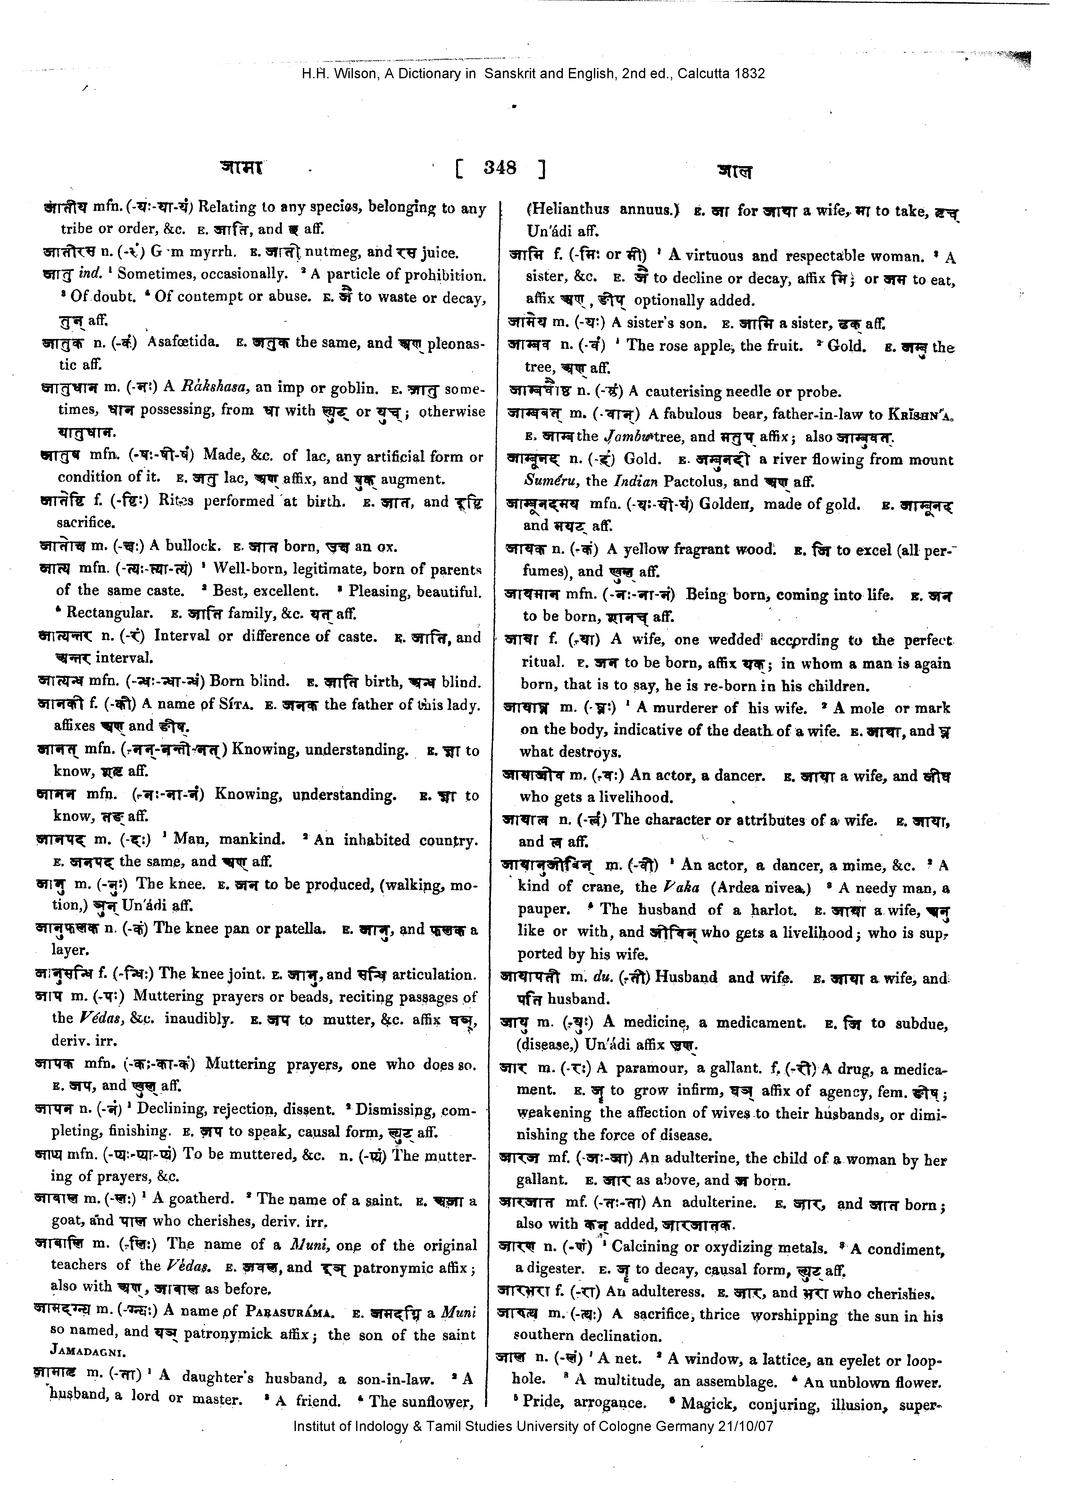 H.H. Wilson, A Dictionary in Sanskrit and English, 2nd ed., Calcutta 1832
जामा [ 348 ] जाल
जातीय mfn. (-यः-या-यं) Relating to any species, belonging to any
tribe or order, &c. E. जाति, and छ aff.
जातीरस n. (-सं) G m myrrh. E. जाती nutmeg, and रस juice.
जातु ind. ¹ Sometimes, occasionally. ² A particle of prohibition.
³ Of doubt. ⁴ Of contempt or abuse. E. जै to waste or decay,
तुन् aff.
जातुक n. (-कं) Asafœtida. E. जतुक the same, and अण् pleonas-
tic aff.
जातुधान m. (-नः) A Rákshasa, an imp or goblin. E. जातु some-
times, धान possessing, from धा with ल्युट् or युच्; otherwise
यातुधान.
जातुष mfn. (-षः-षी-षं) Made, &c. of lac, any artificial form or
condition of it. E. जतु lac, अण् affix, and षुक् augment.
जातेष्टि f. (-ष्टिः) Rites performed at birth. E. जात, and इष्टि
sacrifice.
जातोक्ष m. (-क्षः) A bullock. E. जात born, उक्ष an ox.
जात्य mfn. (-त्यः-त्या-त्यं) ¹ Well-born, legitimate, born of parents
of the same caste. ² Best, excellent. ³ Pleasing, beautiful.
⁴ Rectangular. E. जाति family, &c. यत् aff.
जात्यन्तर n. (-रं) Interval or difference of caste. E. जाति, and
अन्तर interval.
जात्यन्ध mfn. (-न्धः-न्धा-न्धं) Born blind. E. जाति birth, अन्ध blind.
जानकी f. (-की) A name of SÍTA. E. जनक the father of this lady.
affixes अण् and ङीष्.
जानत् mfn. (-नन्-नन्ती-नत्) Knowing, understanding. E. ज्ञा to
know, शतृ aff.
जानन mfn. (-नः-ना-नं) Knowing, understanding. E. ज्ञा to
know, तङ् aff.
जानपद m. (-दः) ¹ Man, mankind. ² An inhabited country.
E. जनपद the same, and अण् aff.
जानु m. (-नुः) The knee. E. जन to be produced, (walking, mo-
tion,) ञुन् Un'ádi aff.
जानुफलक n. (-कं) The knee pan or patella. E. जानु, and फलक a
layer.
जानुसन्धि f. (-न्धिः) The knee joint. E. जानु, and सन्धि articulation.
जाप m. (-पः) Muttering prayers or beads, reciting passages of
the Védas, &c. inaudibly. E. जप to mutter, &c. affix घञ्,
deriv. irr.
जापक mfn. (-कः-का-कं) Muttering prayers, one who does so.
E. जप, and ण्वुल् aff.
जापन n. (-नं) ¹ Declining, rejection, dissent. ² Dismissing, com-
pleting, finishing. E. जप to speak, causal form, ल्युट् aff.
जाप्य mfn. (-प्यः-प्या-प्यं) To be muttered, &c. n. (-प्यं) The mutter-
ing of prayers, &c.
जाबाल m. (-लः) ¹ A goatherd. ² The name of a saint. E. अजा a
goat, and पाल who cherishes, deriv. irr.
जाबालि m. (-लिः) The name of a Muni, one of the original
teachers of the Védas. E. जबल, and इञ् patronymic affix;
also with अण्, जाबाल as before.
जामदग्न्य m. (-ग्न्यः) A name of PARASURÁMA. E. जमदग्नि a Muni
so named, and यञ् patronymick affix; the son of the saint
JAMADAGNI.
जामातृ m. (-ता) ¹ A daughter's husband, a son-in-law. ² A
husband, a lord or master. ³ A friend. ⁴ The sunflower,
(Helianthus annuus.) E. जा for जाया a wife, मा to take, तृच्
Un'ádi aff.
जामि f. (-मिः or मी) ¹ A virtuous and respectable woman. ² A
sister, &c. E. जै to decline or decay, affix मि; or जम to eat,
affix अण्, ङीप् optionally added.
जामेय m. (-यः) A sister's son. E. जामि a sister, ढक् aff.
जाम्बव n. (-वं) ¹ The rose apple, the fruit. ² Gold. E. जम्बु the
tree, अण् aff.
जाम्बवौष्ठ n. (-ष्ठं) A cauterising needle or probe.
जाम्बवत् m. (-वान्) A fabulous bear, father-in-law to KRĬSHN'A.
E. जाम्ब the Jambu tree, and मतुप् affix; also जाम्बुवत्.
जाम्बूनद n. (-दं) Gold. E. जम्बुनदी a river flowing from mount
Suméru, the Indian Pactolus, and अण् aff.
जाम्बूनदमय mfn. (-यः-यी-यं) Golden, made of gold. E. जाम्बूनद
and मयट् aff.
जायक n. (-कं) A yellow fragrant wood. E. जि to excel (all per-
fumes), and ण्वुल् aff.
जायमान mfn. (-नः-ना-नं) Being born, coming into life. E. जन
to be born, शानच् aff.
जाया f. (-या) A wife, one wedded according to the perfect
ritual. E. जन to be born, affix यक्; in whom a man is again
born, that is to say, he is re-born in his children.
जायाघ्न m. (-घ्नः) ¹ A murderer of his wife. ² A mole or mark
on the body, indicative of the death of a wife. E. जाया, and घ्न
what destroys.
जायाजीव m. (-वः) An actor, a dancer. E. जाया a wife, and जीव
who gets a livelihood.
जायात्व n. (-त्वं) The character or attributes of a wife. E. जाया,
and त्व aff.
जायानुजीविन् m. (-वी) ¹ An actor, a dancer, a mime, &c. ² A
kind of crane, the Vaka (Ardea nivea.) ³ A needy man, a
pauper. ⁴ The husband of a harlot. E. जाया a wife, अनु
like or with, and जीविन् who gets a livelihood; who is sup-
ported by his wife.
जायापती m. du. (-ती) Husband and wife. E. जाया a wife, and
पति husband.
जायु m. (-युः) A medicine, a medicament. E. जि to subdue,
(disease,) Un'ádi affix उण्.
जार m. (-रः) A paramour, a gallant. f. (-री) A drug, a medica-
ment. E. जॄ to grow infirm, घञ् affix of agency, fem. ङीष्;
weakening the affection of wives to their husbands, or dimi-
nishing the force of disease.
जारज mf. (-जः-जा) An adulterine, the child of a woman by her
gallant. E. जार as above, and ज born.
जारजात mf. (-तः-ता) An adulterine. E. जार, and जात born;
also with कन् added, जारजातक.
जारण n. (-णं) ¹ Calcining or oxydizing metals. ² A condiment,
a digester. E. जॄ to decay, causal form, ल्युट् aff.
जारभरा f. (-रा) An adulteress. E. जार, and भरा who cherishes.
जारुत्थ m. (-त्थः) A sacrifice, thrice worshipping the sun in his
southern declination.
जाल n. (-लं) ¹ A net. ² A window, a lattice, an eyelet or loop-
hole. ³ A multitude, an assemblage. ⁴ An unblown flower.
⁵ Pride, arrogance. ⁶ Magick, conjuring, illusion, super-
Institut of Indology & Tamil Studies University of Cologne Germany 21/10/07